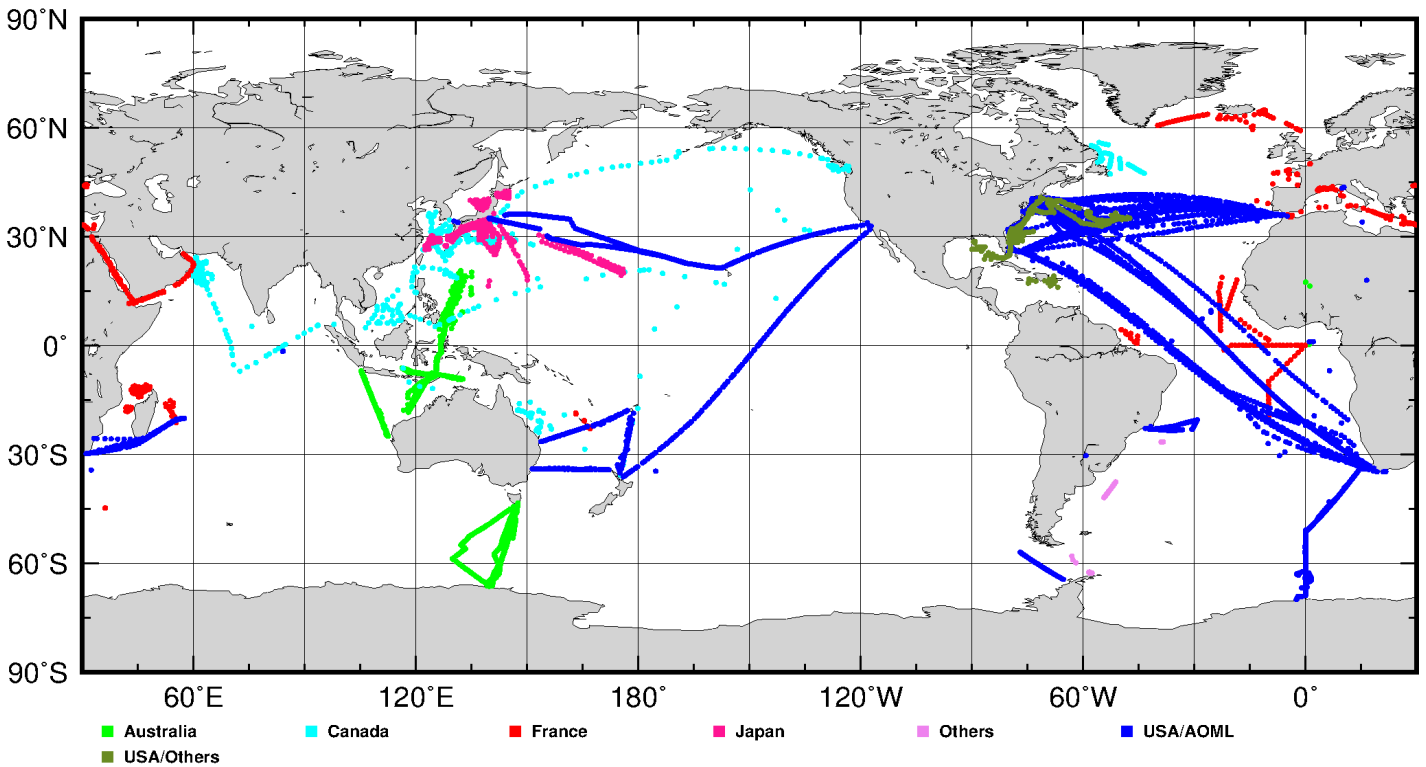 90˚N
60˚N
30˚N
0˚
30˚S
60˚S
90˚S
60˚E 120˚E 180˚ 120˚W 60˚W 0˚
Australia Canada France Japan Others USA/AOML
USA/Others